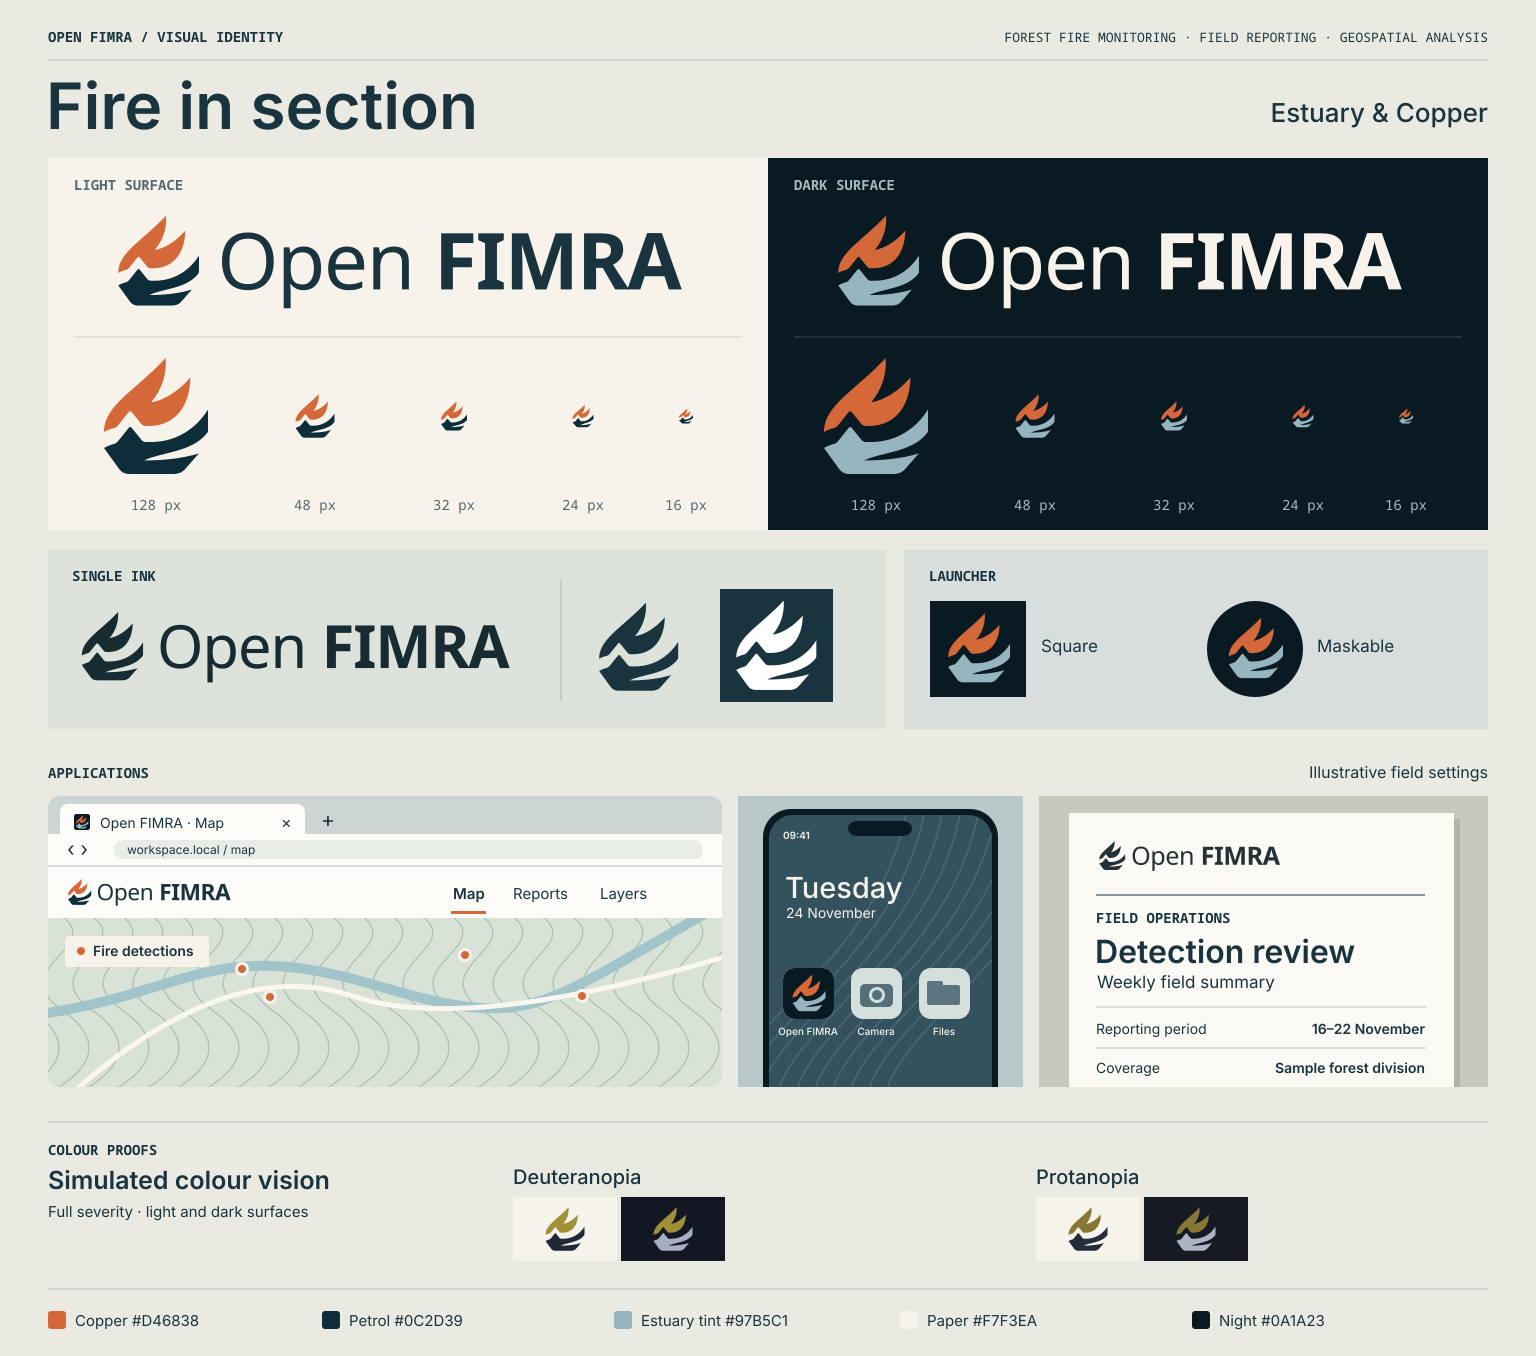 OPEN FIMRA / VISUAL IDENTITY
FOREST FIRE MONITORING · FIELD REPORTING · GEOSPATIAL ANALYSIS
Fire in section
Estuary & Copper
LIGHT SURFACE
Open FIMRA
128 px 48 px 32 px 24 px 16 px
DARK SURFACE
Open FIMRA
128 px 48 px 32 px 24 px 16 px
SINGLE INK
Open FIMRA
LAUNCHER
Square
Maskable
APPLICATIONS
Illustrative field settings
Open FIMRA · Map × +
workspace.local / map
Open FIMRA
Map Reports Layers
Fire detections
09:41
Tuesday
24 November
Open FIMRA Camera Files
Open FIMRA
FIELD OPERATIONS
Detection review
Weekly field summary
Reporting period 16–22 November
Coverage Sample forest division
COLOUR PROOFS
Simulated colour vision
Full severity · light and dark surfaces
Deuteranopia
Protanopia
Copper #D46838
Petrol #0C2D39
Estuary tint #97B5C1
Paper #F7F3EA
Night #0A1A23